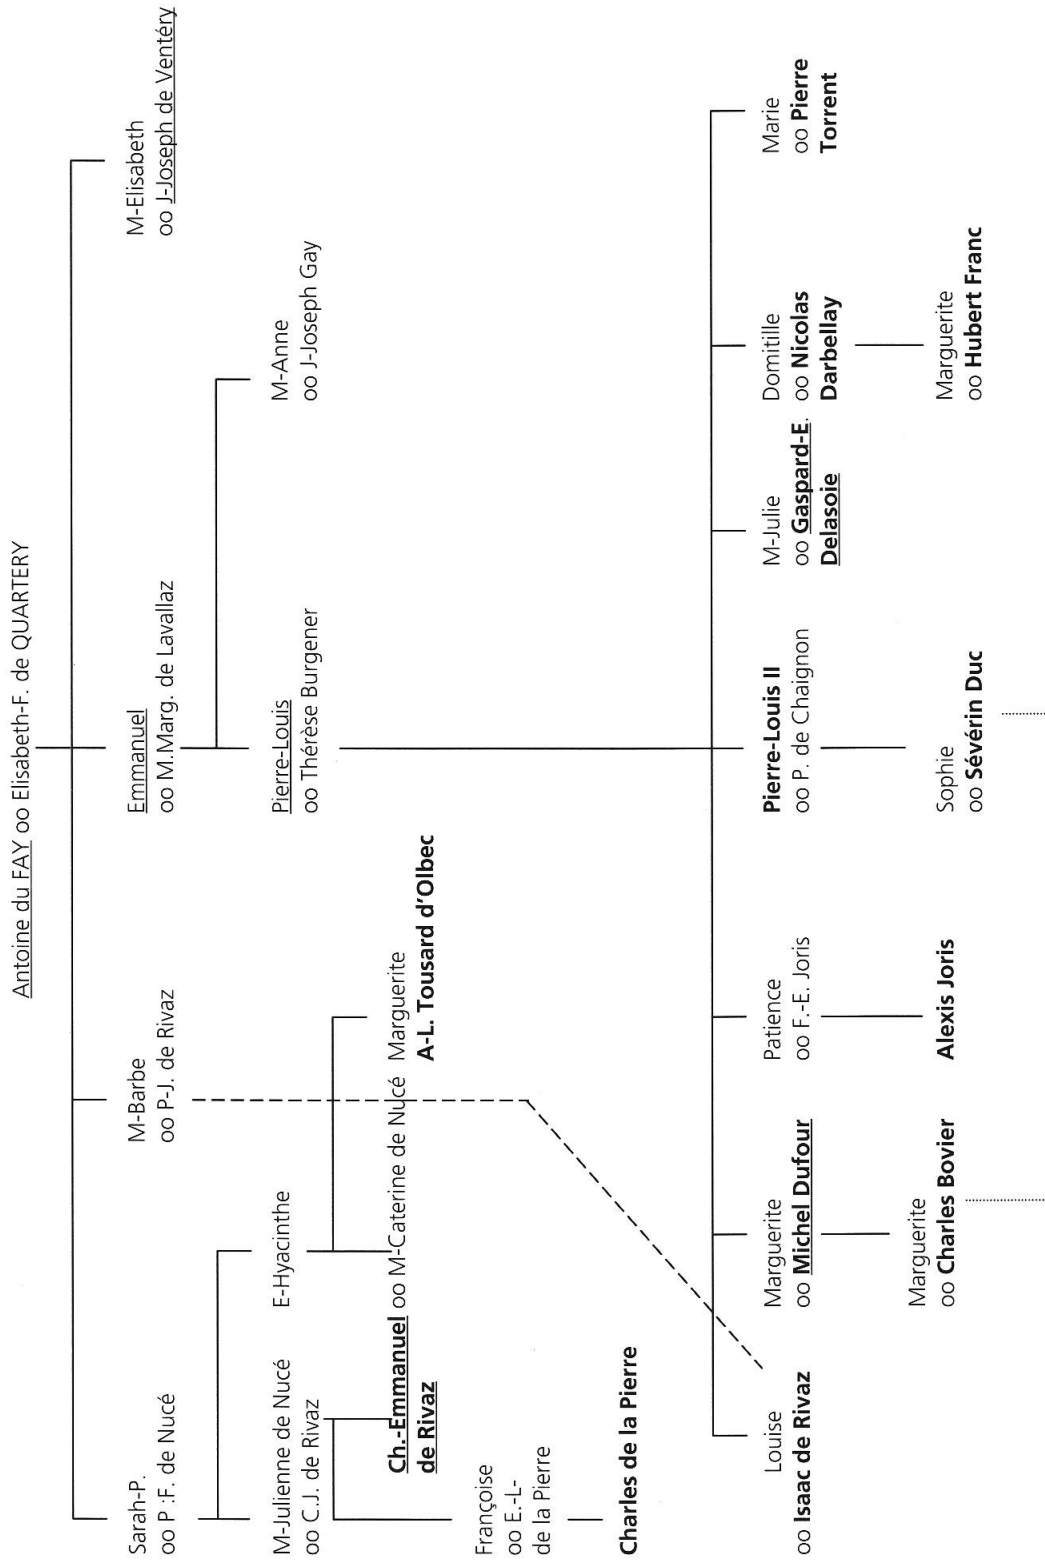 Antoine du FAY oo Elisabeth-F. de QUARTERY
Sarah-P.
oo P :F. de Nucé
M-Barbe
oo P-J. de Rivaz
Emmanuel
oo M.Marg. de Lavallaz
M-Elisabeth
oo J-Joseph de Ventéry
M-Julienne de Nucé
oo C.J. de Rivaz
E-Hyacinthe
Pierre-Louis
oo Thérèse Burgener
M-Anne
oo J-Joseph Gay
Ch.-Emmanuel oo M-Caterine de Nucé
de Rivaz
Marguerite
A-L. Tousard d'Olbec
Françoise
oo E.-L-
de la Pierre
Charles de la Pierre
Louise
oo Isaac de Rivaz
Marguerite
oo Michel Dufour
Patience
oo F.-E. Joris
Pierre-Louis II
oo P. de Chaignon
M-Julie
oo Gaspard-E.
Delasoie
Domitille
oo Nicolas
Darbellay
Marie
oo Pierre
Torrent
Marguerite
oo Charles Bovier
Alexis Joris
Sophie
oo Sévérin Duc
Marguerite
oo Hubert Franc